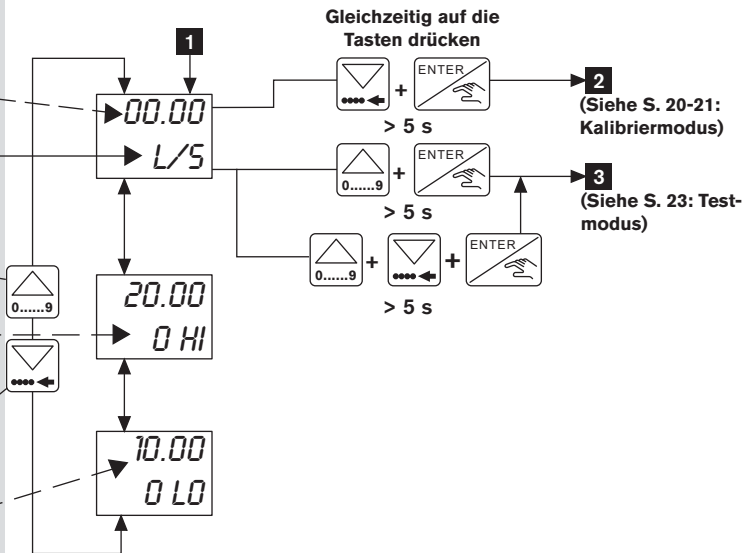 Gleichzeitig auf die
Tasten drücken
1
00.00
L/S
ENTER
+
> 5 s
2
(Siehe S. 20-21:
Kalibriermodus)
0......9
+
ENTER
> 5 s
3
(Siehe S. 23: Test-
modus)
0......9
+
+
ENTER
> 5 s
0......9
20.00
0 HI
10.00
0 LO